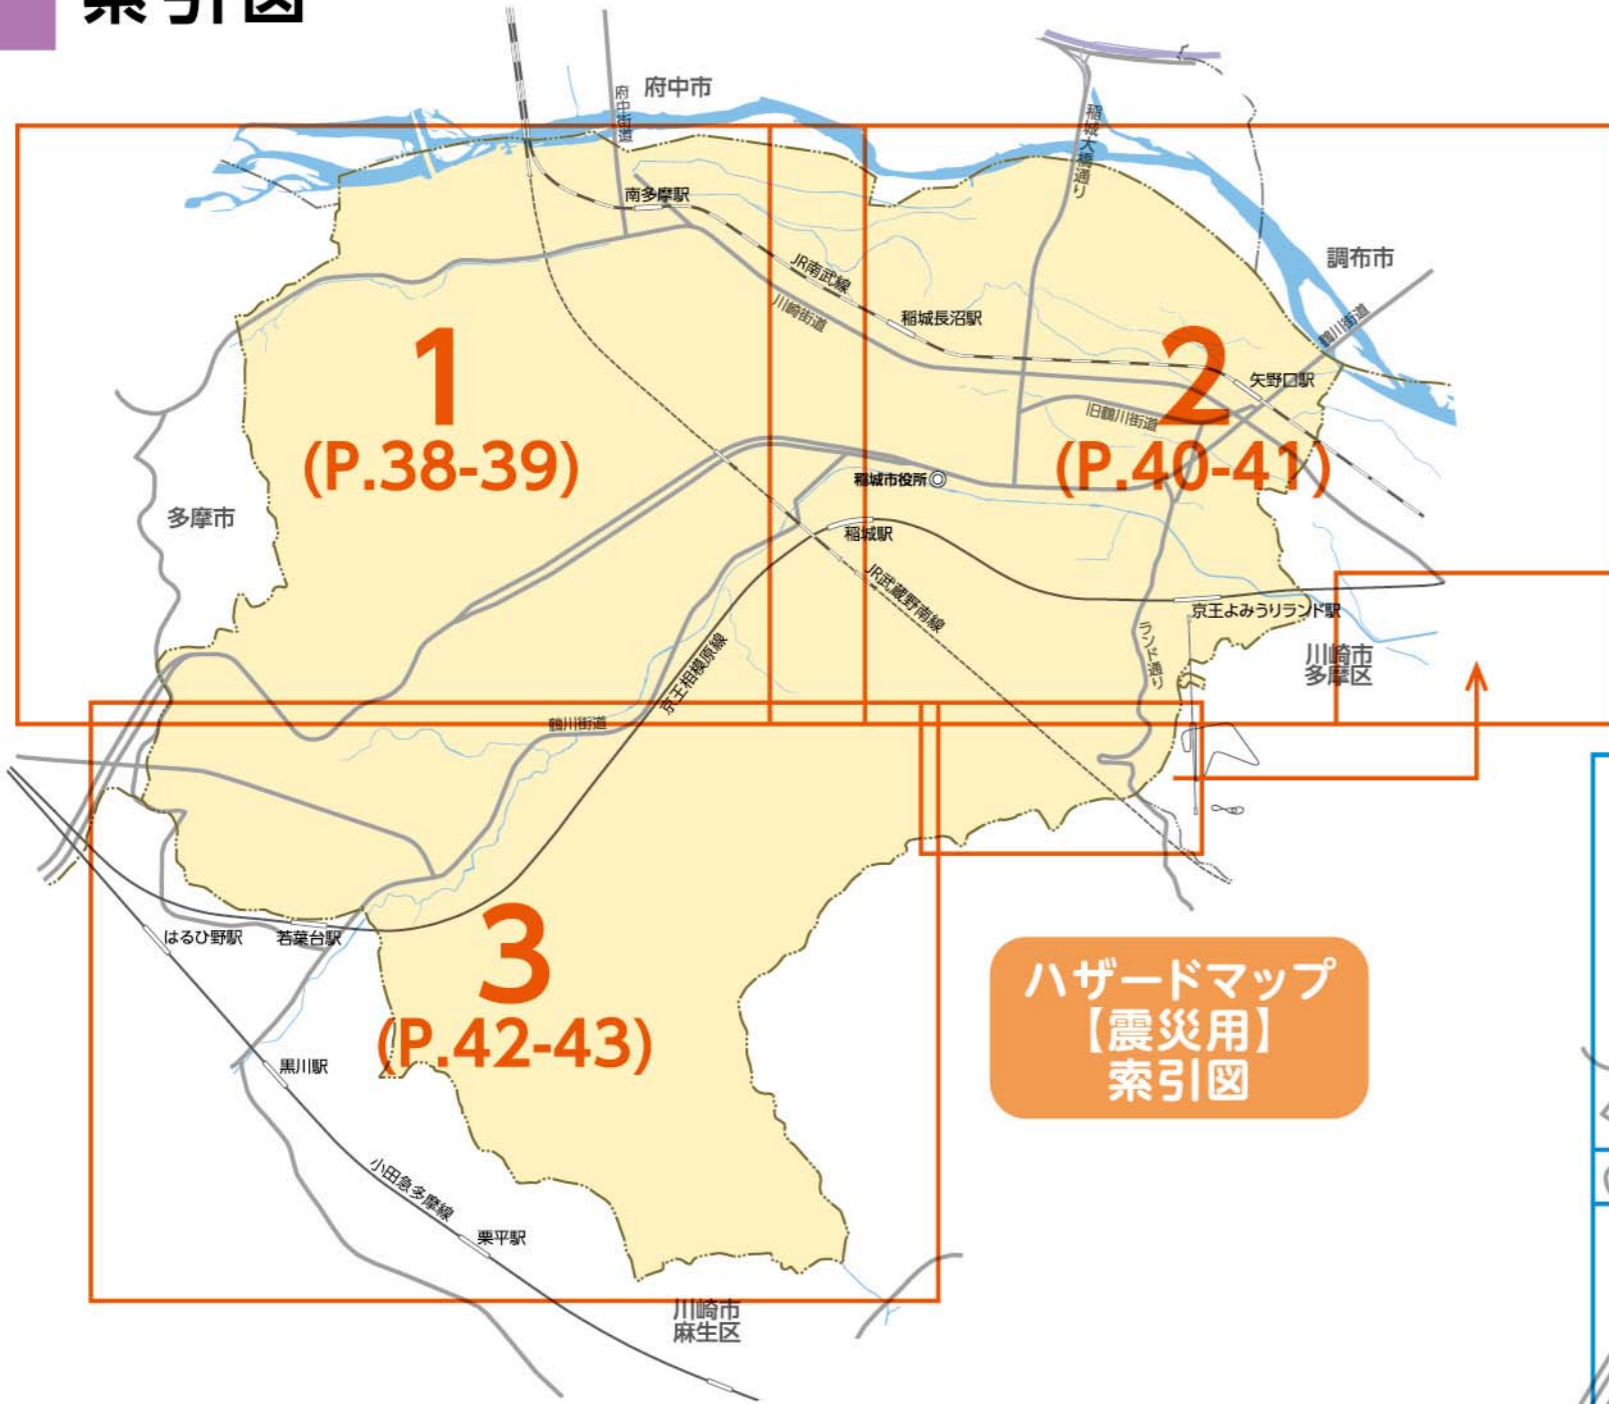 索引図
府中市
府中街道
稲城大橋通り
南多摩駅
調布市
JR南武線
川崎街道
稲城長沼駅
鶴川街道
1
(P.38-39)
2
(P.40-41)
矢野口駅
旧鶴川街道
稲城市役所
多摩市
稲城駅
JR武蔵野南線
京王よみうりランド駅
ランド通り
京王相模原線
川崎市
多摩区
鶴川街道
はるひ野駅
若葉台駅
3
(P.42-43)
ハザードマップ
【震災用】
索引図
黒川駅
小田急多摩線
栗平駅
川崎市
麻生区